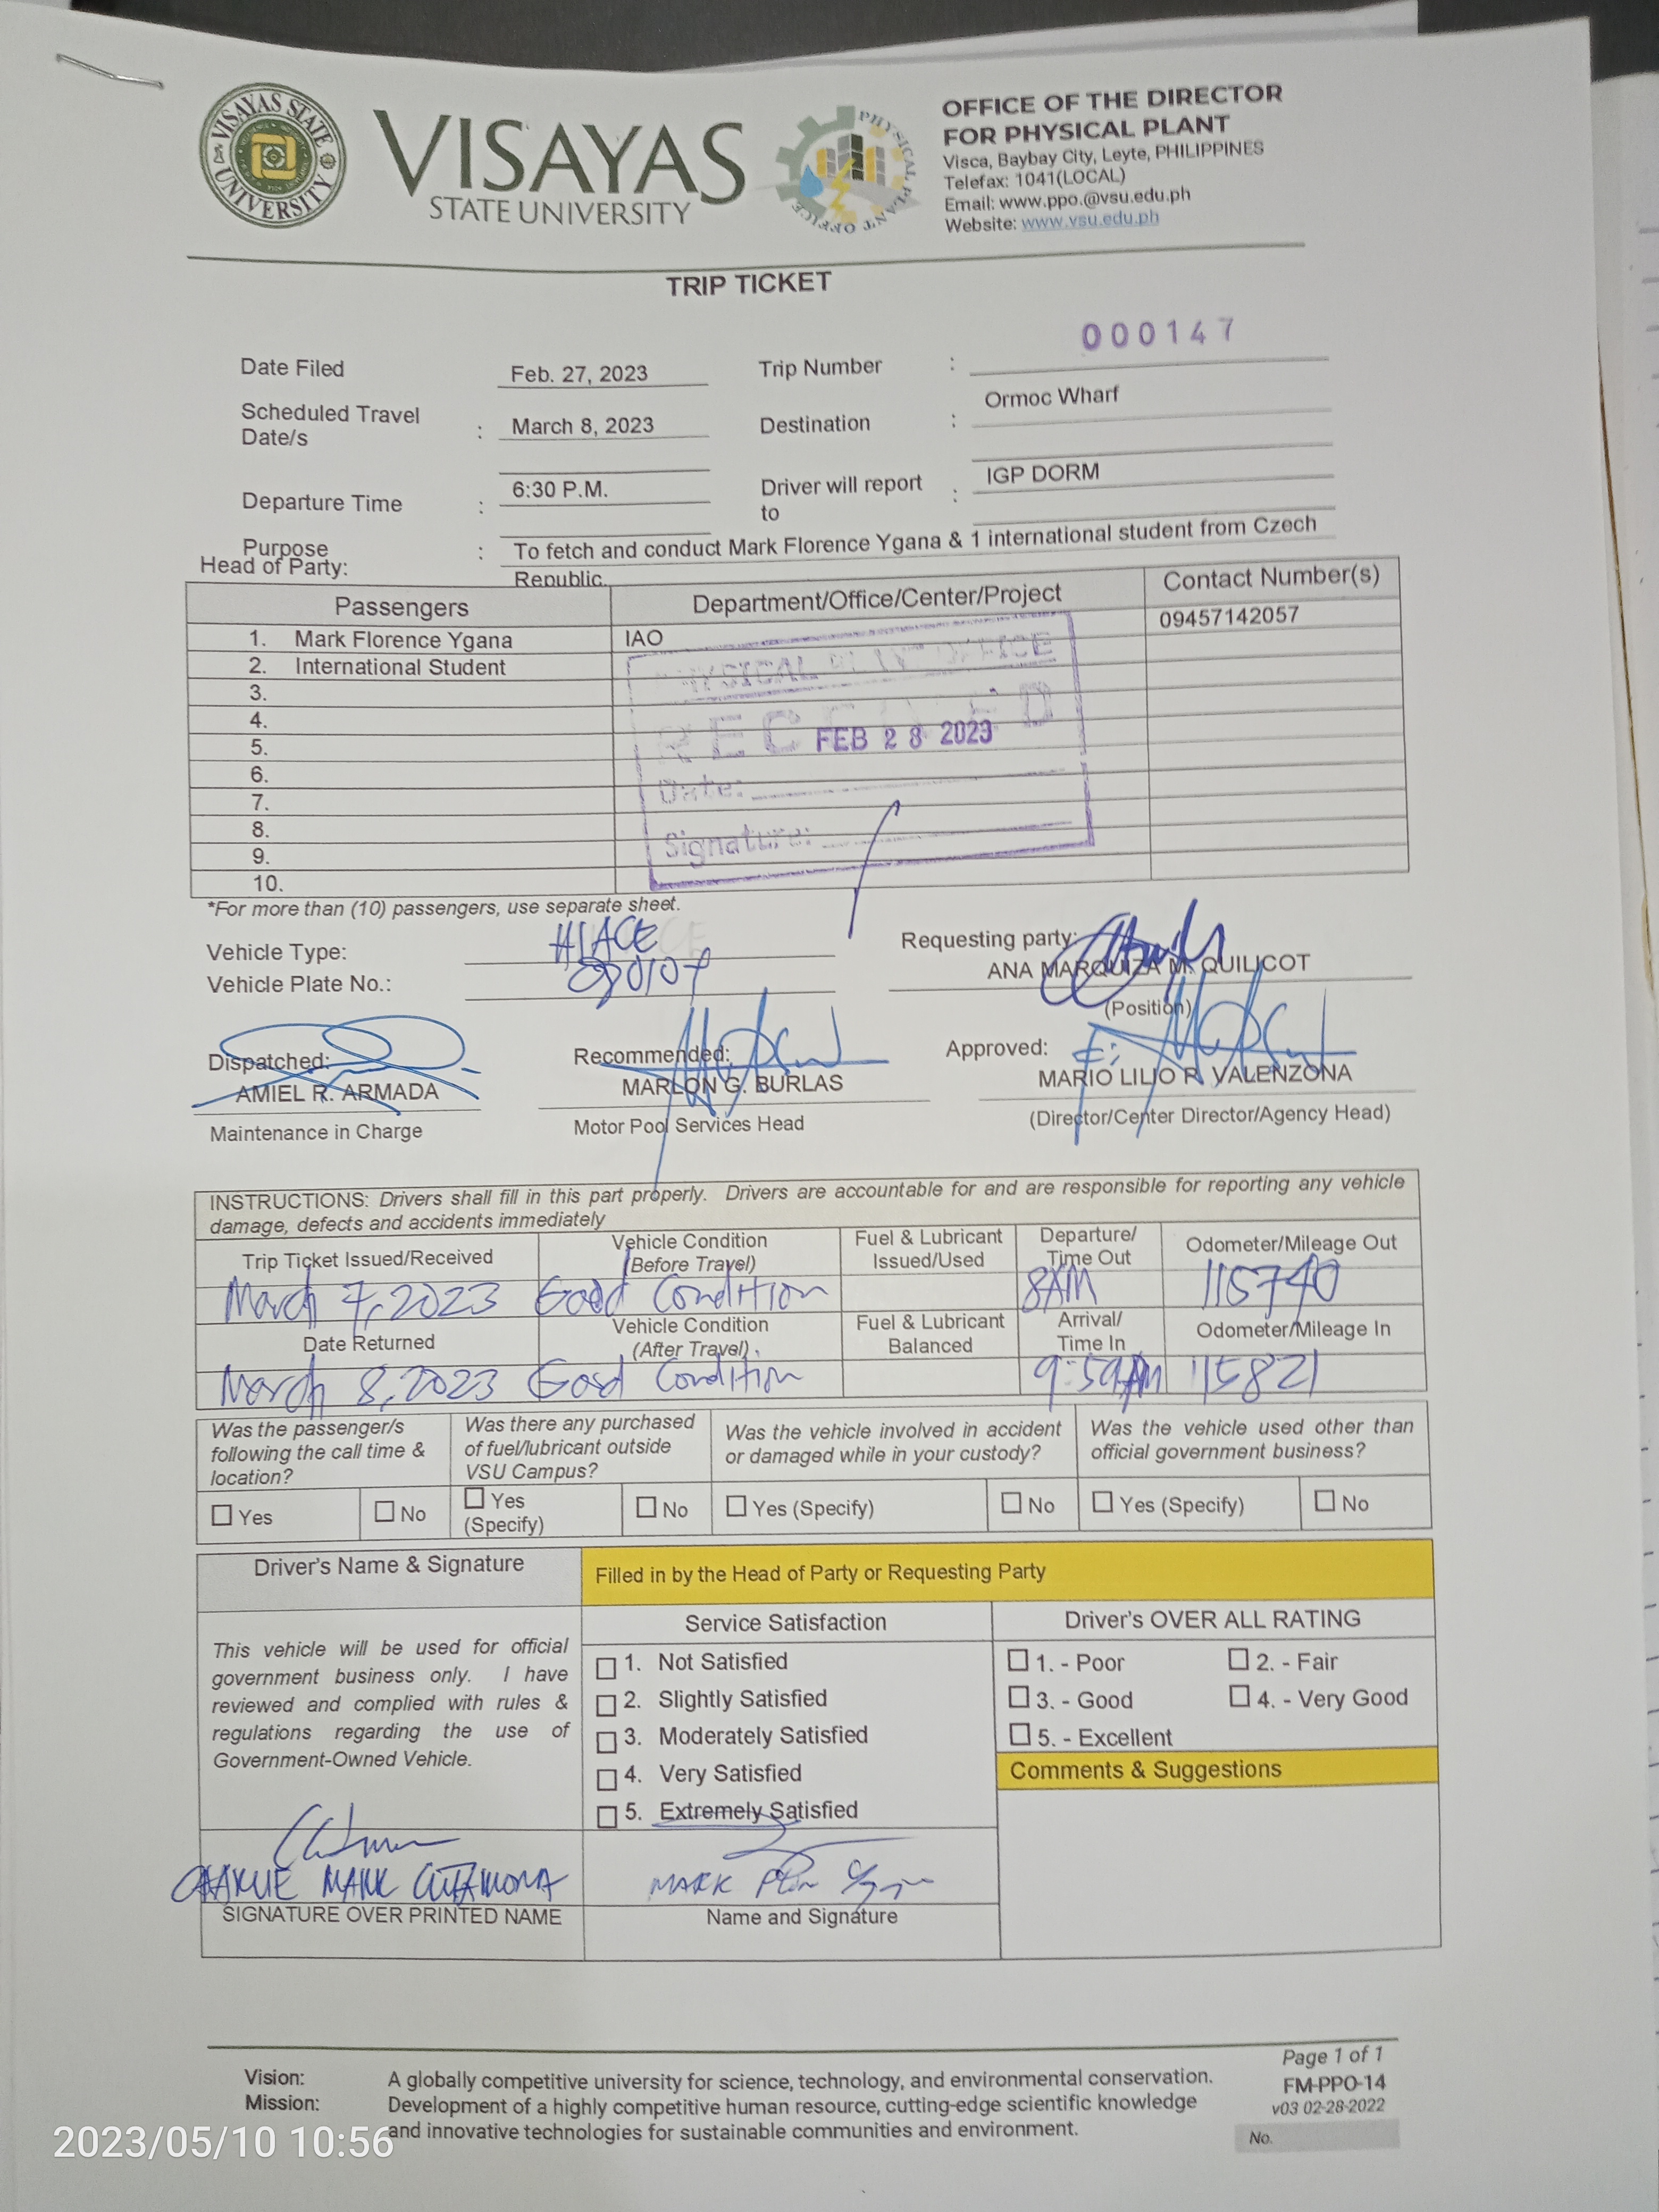 VISAYAS STATE UNIVERSITY
VISAYAS
STATE UNIVERSITY
PHYSICAL PLANT OFFICE
OFFICE OF THE DIRECTOR
FOR PHYSICAL PLANT
Visca, Baybay City, Leyte, PHILIPPINES
Telefax: 1041(LOCAL)
Email: www.ppo.@vsu.edu.ph
Website: www.vsu.edu.ph
TRIP TICKET
000147
Date Filed Feb. 27, 2023 Trip Number :
Scheduled Travel Date/s : March 8, 2023 Destination : Ormoc Wharf
Departure Time : 6:30 P.M. Driver will report to : IGP DORM
Purpose : To fetch and conduct Mark Florence Ygana & 1 international student from Czech
Republic.
Head of Party:
Passengers Department/Office/Center/Project Contact Number(s)
1. Mark Florence Ygana IAO 09457142057
2. International Student
3.
4.
5.
6.
7.
8.
9.
10.
PHYSICAL PLANT OFFICE
RECEIVED
FEB 28 2023
Date:
Signature:
*For more than (10) passengers, use separate sheet.
Vehicle Type: HIACE
Vehicle Plate No.:
Requesting party:
ANA MARQUIZA M. QUILICOT
(Position)
Dispatched: Recommended: Approved:
AMIEL R. ARMADA MARLON G. BURLAS MARIO LILIO R. VALENZONA
Maintenance in Charge Motor Pool Services Head (Director/Center Director/Agency Head)
INSTRUCTIONS: Drivers shall fill in this part properly. Drivers are accountable for and are responsible for reporting any vehicle
damage, defects and accidents immediately
Trip Ticket Issued/Received Vehicle Condition (Before Travel) Fuel & Lubricant Issued/Used Departure/ Time Out Odometer/Mileage Out
March 7, 2023 Good Condition 8AM 115740
Date Returned Vehicle Condition (After Travel) Fuel & Lubricant Balanced Arrival/ Time In Odometer/Mileage In
March 8, 2023 Good Condition 115821
Was the passenger/s following the call time & location?
Was there any purchased of fuel/lubricant outside VSU Campus?
Was the vehicle involved in accident or damaged while in your custody?
Was the vehicle used other than official government business?
Yes No Yes (Specify) No Yes (Specify) No Yes (Specify) No
Driver's Name & Signature
Filled in by the Head of Party or Requesting Party
This vehicle will be used for official
government business only. I have
reviewed and complied with rules &
regulations regarding the use of
Government-Owned Vehicle.
Service Satisfaction
1. Not Satisfied
2. Slightly Satisfied
3. Moderately Satisfied
4. Very Satisfied
5. Extremely Satisfied
Driver's OVER ALL RATING
1. - Poor 2. - Fair
3. - Good 4. - Very Good
5. - Excellent
Comments & Suggestions
MARK
SIGNATURE OVER PRINTED NAME Name and Signature
Vision: A globally competitive university for science, technology, and environmental conservation.
Mission: Development of a highly competitive human resource, cutting-edge scientific knowledge
and innovative technologies for sustainable communities and environment.
Page 1 of 1
FM-PPO-14
v03 02-28-2022
No.
2023/05/10 10:56